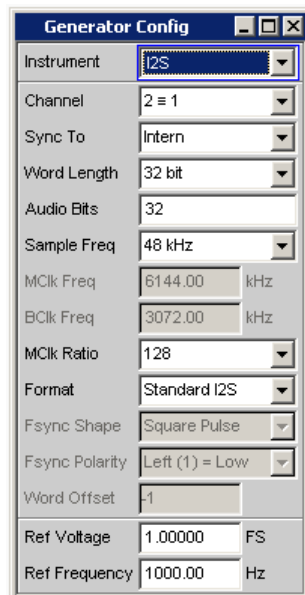 Generator Config
Instrument I2S
Channel 2 ≡ 1
Sync To Intern
Word Length 32 bit
Audio Bits 32
Sample Freq 48 kHz
MClk Freq 6144.00 kHz
BClk Freq 3072.00 kHz
MClk Ratio 128
Format Standard I2S
Fsync Shape Square Pulse
Fsync Polarity Left (1) = Low
Word Offset -1
Ref Voltage 1.00000 FS
Ref Frequency 1000.00 Hz